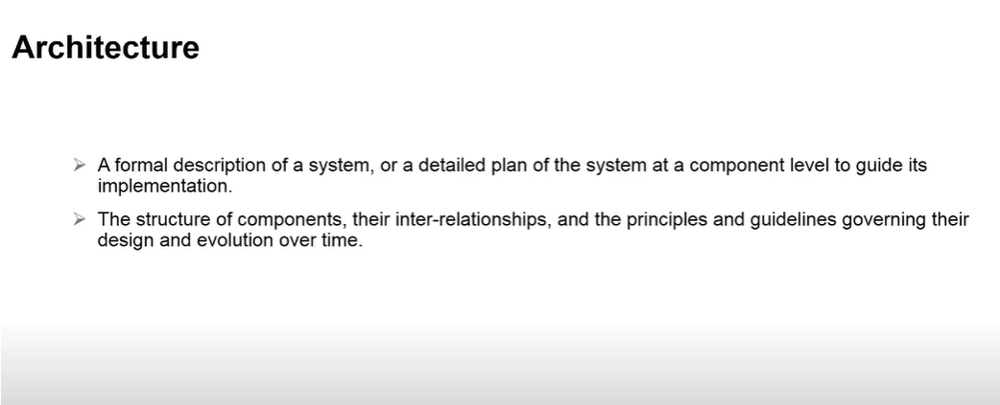 Architecture
A formal description of a system, or a detailed plan of the system at a component level to guide its
implementation.
The structure of components, their inter-relationships, and the principles and guidelines governing their
design and evolution over time.